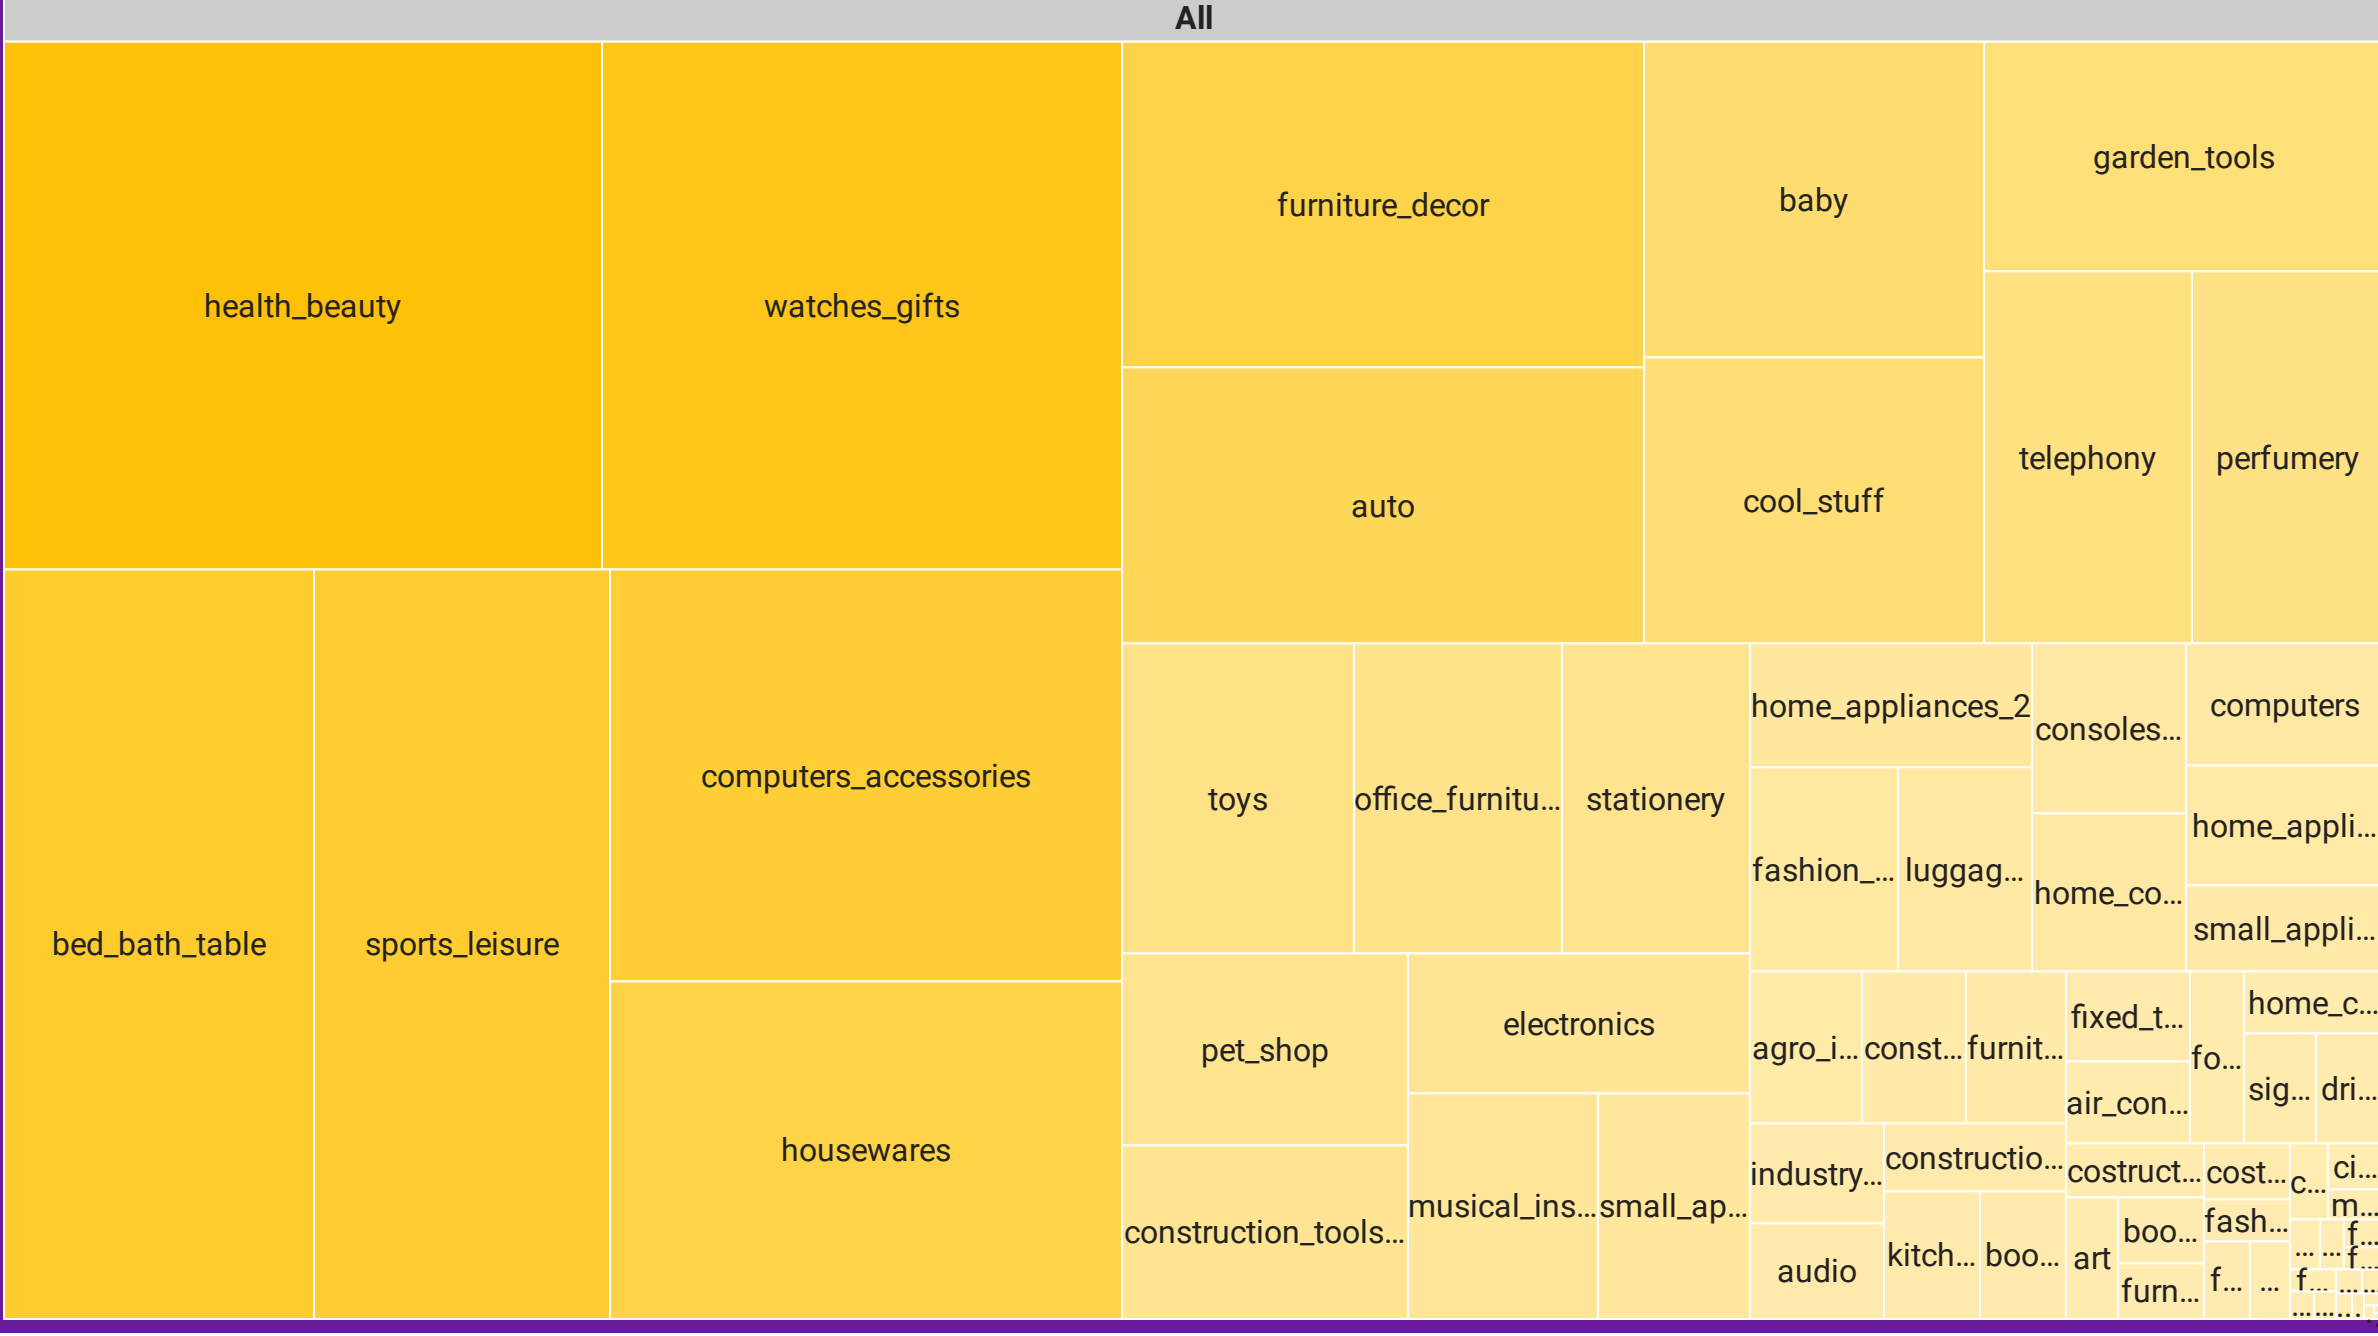 All
health_beauty
watches_gifts
furniture_decor
baby
garden_tools
auto
cool_stuff
telephony
perfumery
bed_bath_table
sports_leisure
computers_accessories
housewares
toys
office_furnitu...
stationery
home_appliances_2
consoles...
computers
home_appli...
fashion_...
luggag...
home_co...
small_appli...
pet_shop
electronics
construction_tools...
musical_ins...
small_ap...
agro_i...
const...
furnit...
fixed_t...
air_con...
fo...
home_c...
sig...
dri...
industry...
constructio...
audio
kitch...
boo...
costruct...
cost...
c...
ci...
m...
art
boo...
furn...
fash...
f...
...
...
...
f...
f...
f...